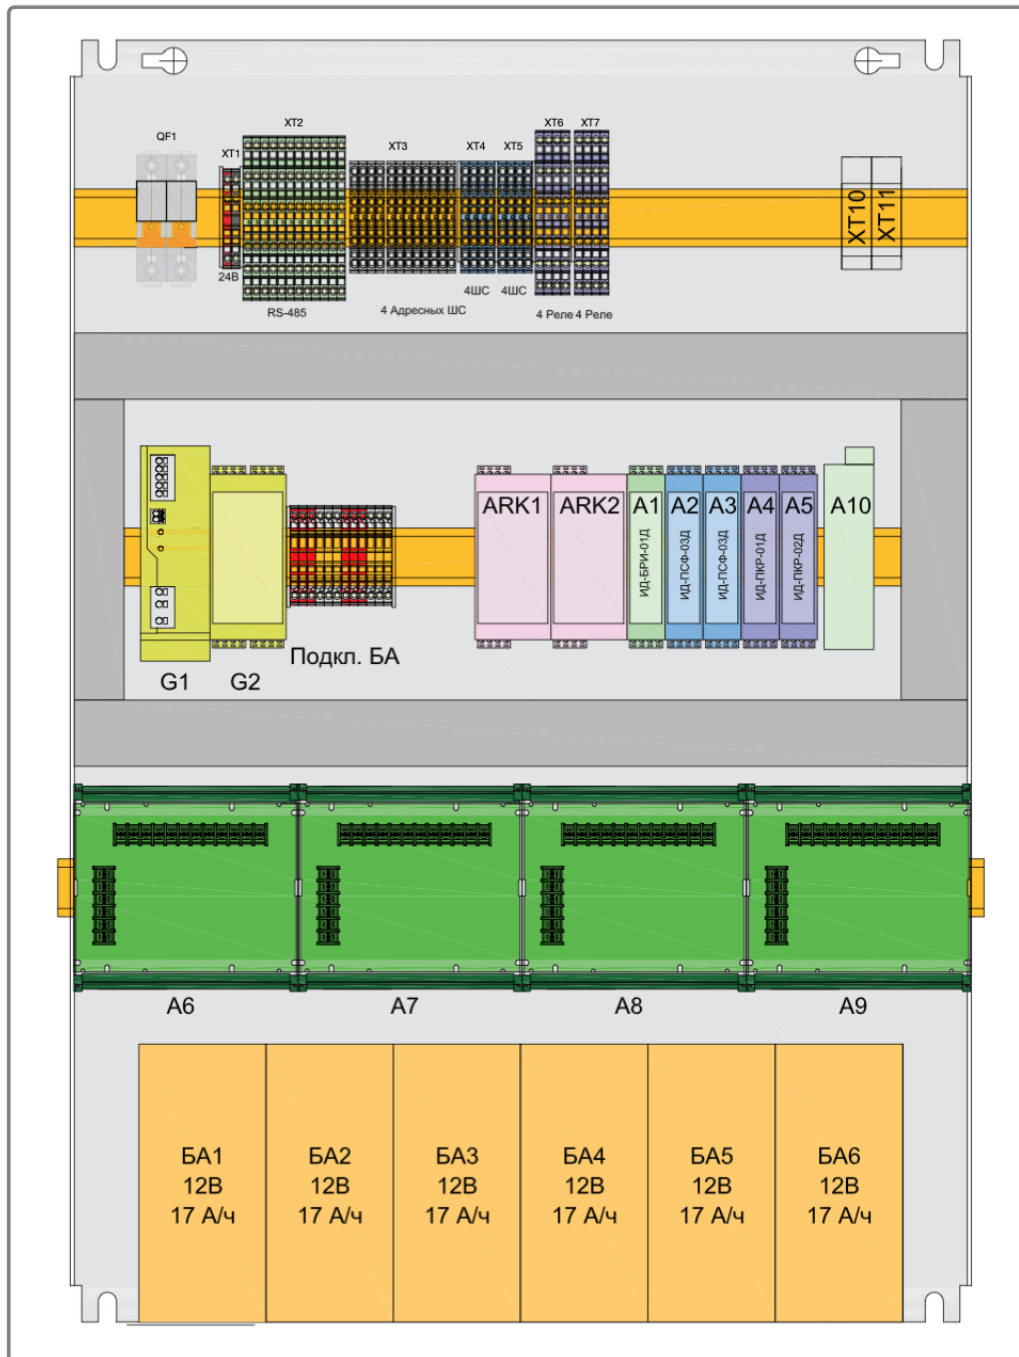 QF1
XT1
XT2
XT3
XT4
XT5
XT6
XT7
XT10
XT11
24В
RS-485
4 Адресных ШС
4ШС
4ШС
4 Реле
4 Реле
G1
G2
Подкл. БА
ARK1
ARK2
A1
ИД-БРИ-01Д
A2
ИД-ПСФ-03Д
A3
ИД-ПСФ-03Д
A4
ИД-ПКР-01Д
A5
ИД-ПКР-02Д
A10
A6
A7
A8
A9
БА1
12В
17 А/ч
БА2
12В
17 А/ч
БА3
12В
17 А/ч
БА4
12В
17 А/ч
БА5
12В
17 А/ч
БА6
12В
17 А/ч